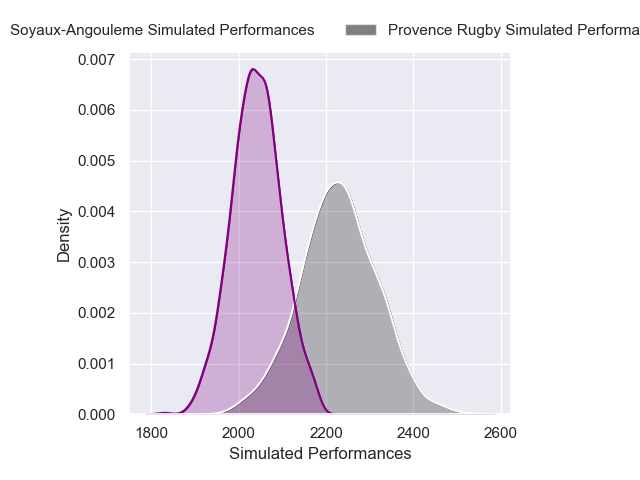 Soyaux-Angouleme Simulated Performances Provence Rugby Simulated Performa
0.007
0.006
0.005
0.004
0.003
0.002
0.001
0.000
Density
1800 2000 2200 2400 2600
Simulated Performances